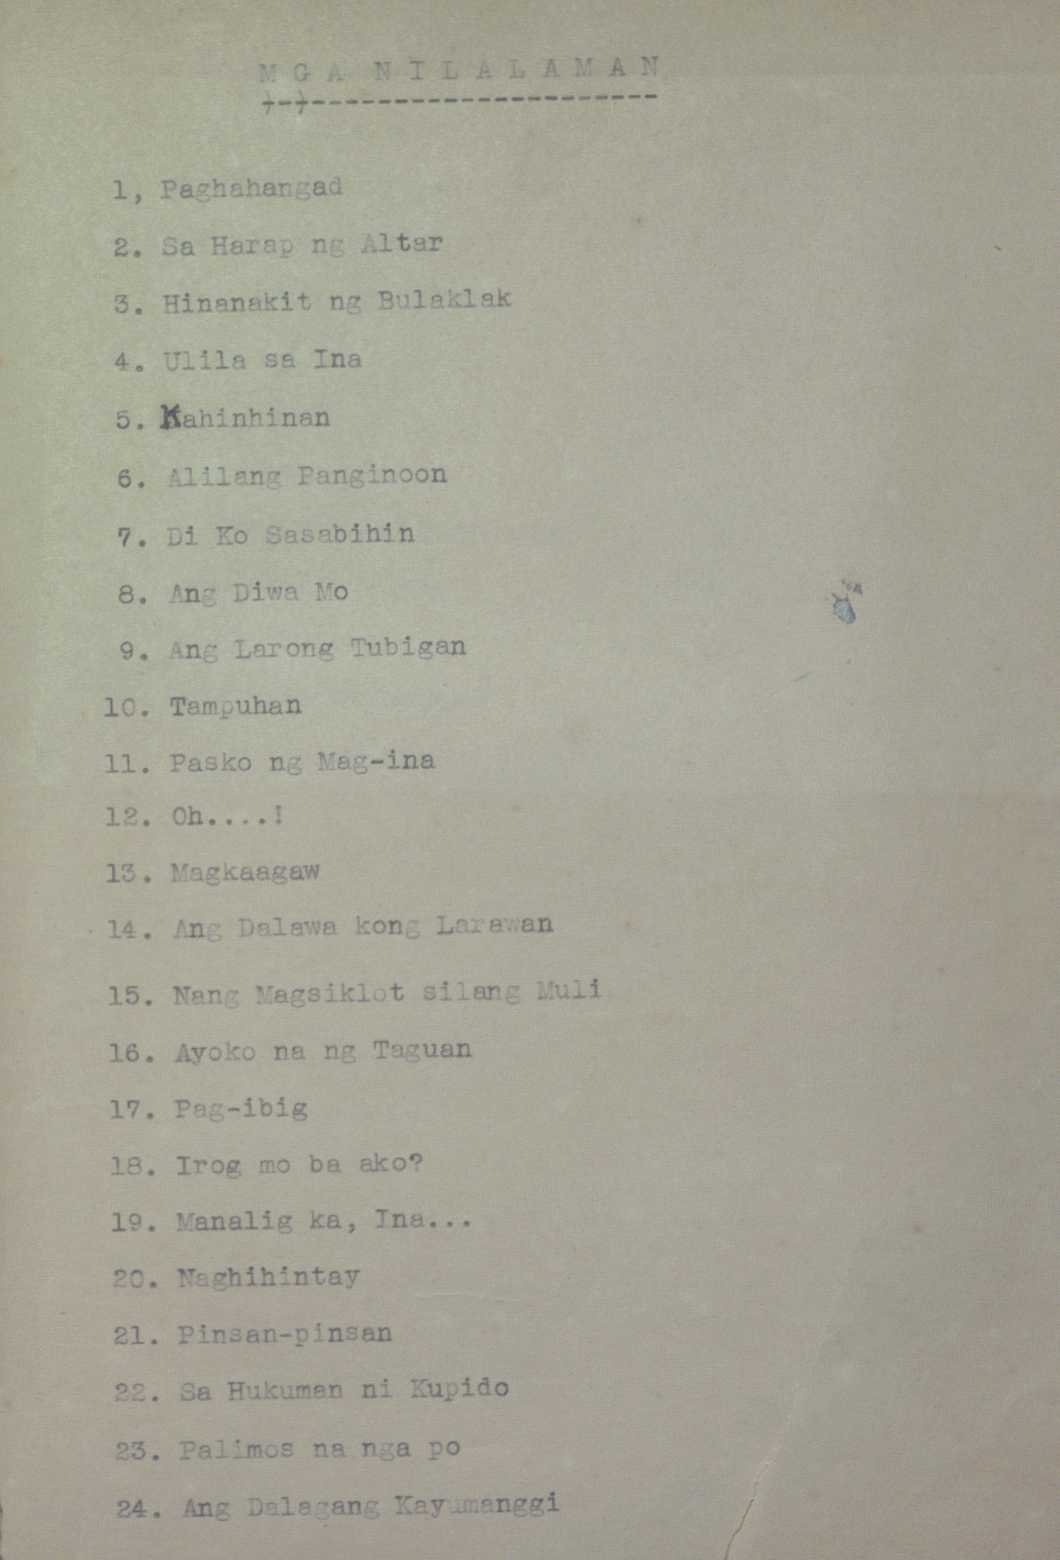 MGA NILALAMAN
1, Paghahangad
2. Sa Harap ng Altar
3. Hinanakit ng Bulaklak
4. Ulila sa Ina
5. Kahinhinan
6. Alilang Panginoon
7. Di Ko Sasabihin
8. Ang Diwa Mo
9. Ang Larong Tubigan
10. Tampuhan
11. Pasko ng Mag-ina
12. Oh....!
13. Magkaagaw
14. Ang Dalawa kong Larawan
15. Nang Magsiklot silang Muli
16. Ayoko na ng Taguan
17. Pag-ibig
18. Irog mo ba ako?
19. Manalig ka, Ina...
20. Naghihintay
21. Pinsan-pinsan
22. Sa Hukuman ni Kupido
23. Palimos na nga po
24. Ang Dalagang Kayumanggi